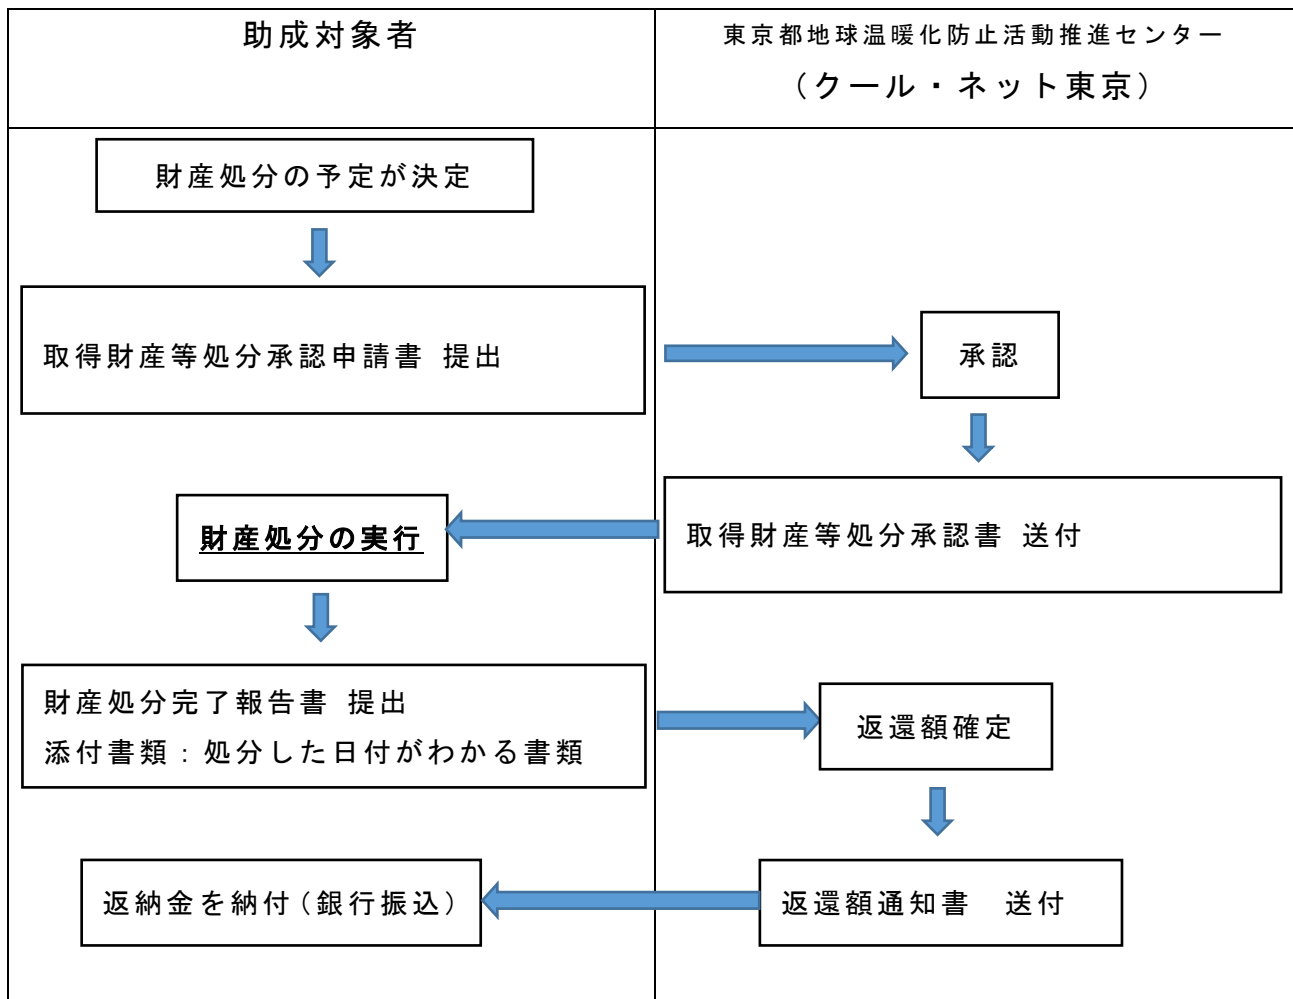 助成対象者
東京都地球温暖化防止活動推進センター
（クール・ネット東京）
財産処分の予定が決定
取得財産等処分承認申請書 提出
承認
取得財産等処分承認書 送付
財産処分の実行
財産処分完了報告書 提出
添付書類：処分した日付がわかる書類
返還額確定
返還額通知書　送付
返納金を納付（銀行振込）